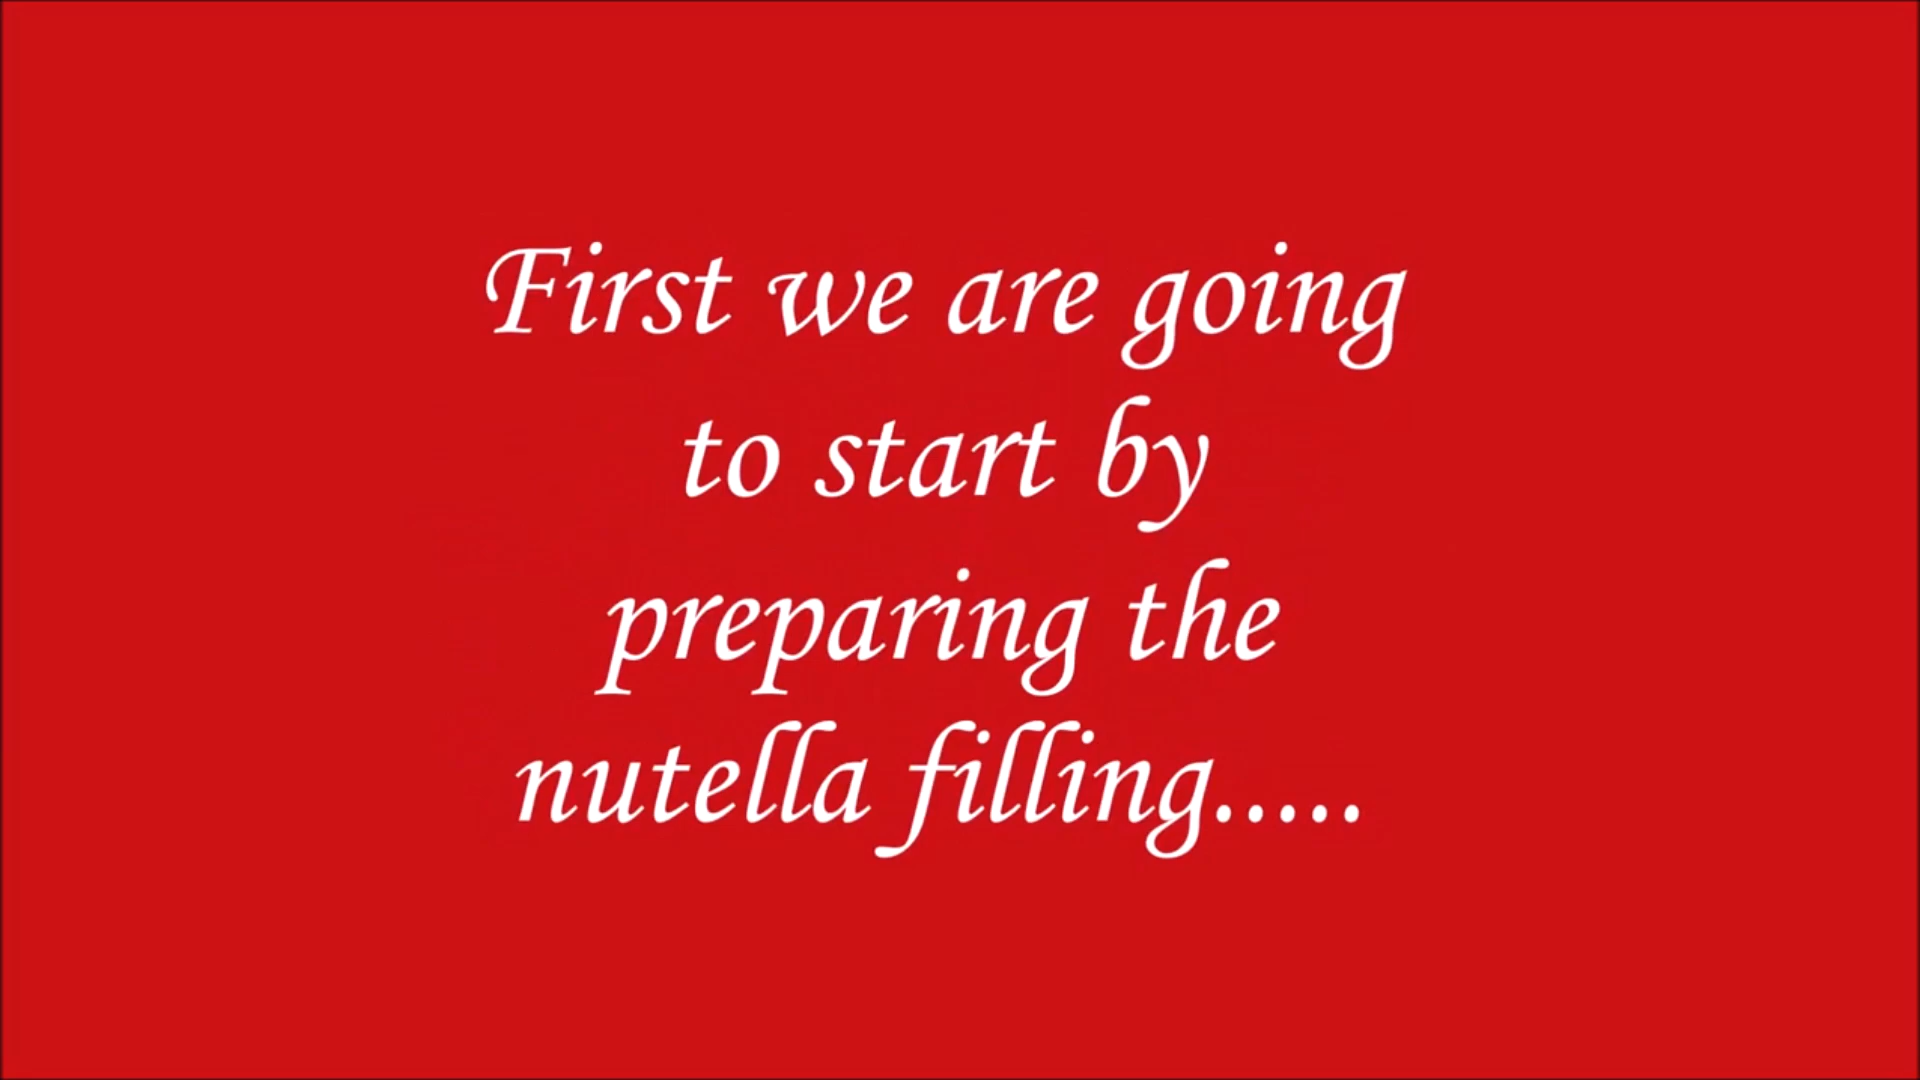 First we are going
to start by
preparing the
nutella filling.....